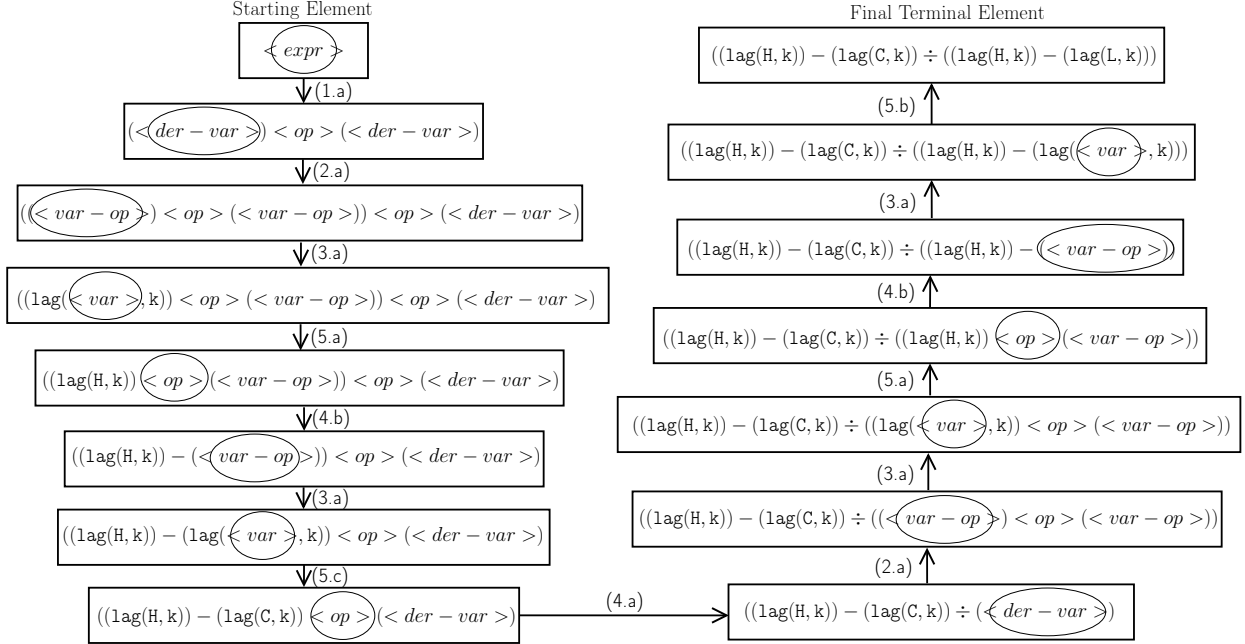 Starting Element
< expr >
(1.a)
(< der − var >) < op > (< der − var >)
(2.a)
((< var − op >) < op > (< var − op >)) < op > (< der − var >)
(3.a)
((lag(< var >, k)) < op > (< var − op >)) < op > (< der − var >)
(5.a)
((lag(H, k)) < op > (< var − op >)) < op > (< der − var >)
(4.b)
((lag(H, k)) − (< var − op >)) < op > (< der − var >)
(3.a)
((lag(H, k)) − (lag(< var >, k)) < op > (< der − var >)
(5.c)
((lag(H, k)) − (lag(C, k)) < op > (< der − var >)
(4.a)
Final Terminal Element
((lag(H, k)) − (lag(C, k)) ÷ ((lag(H, k)) − (lag(L, k)))
(5.b)
((lag(H, k)) − (lag(C, k)) ÷ ((lag(H, k)) − (lag(< var >, k)))
(3.a)
((lag(H, k)) − (lag(C, k)) ÷ ((lag(H, k)) − (< var − op >))
(4.b)
((lag(H, k)) − (lag(C, k)) ÷ ((lag(H, k)) < op > (< var − op >))
(5.a)
((lag(H, k)) − (lag(C, k)) ÷ ((lag(< var >, k)) < op > (< var − op >))
(3.a)
((lag(H, k)) − (lag(C, k)) ÷ ((< var − op >) < op > (< var − op >))
(2.a)
((lag(H, k)) − (lag(C, k)) ÷ (< der − var >)